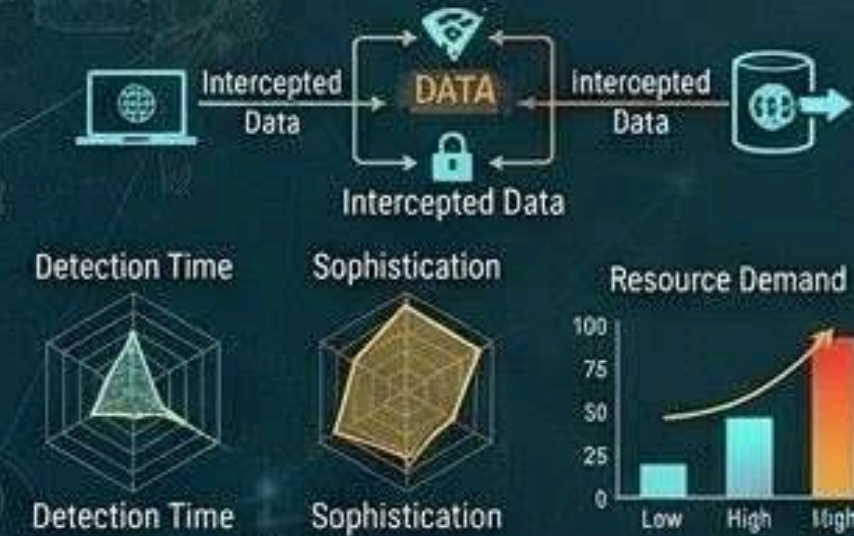 Intercepted
Data
DATA
Intercepted
Data
Intercepted Data
Detection Time
Sophistication
Resource Demand
100
75
50
25
0
Detection Time
Sophistication
Low
High